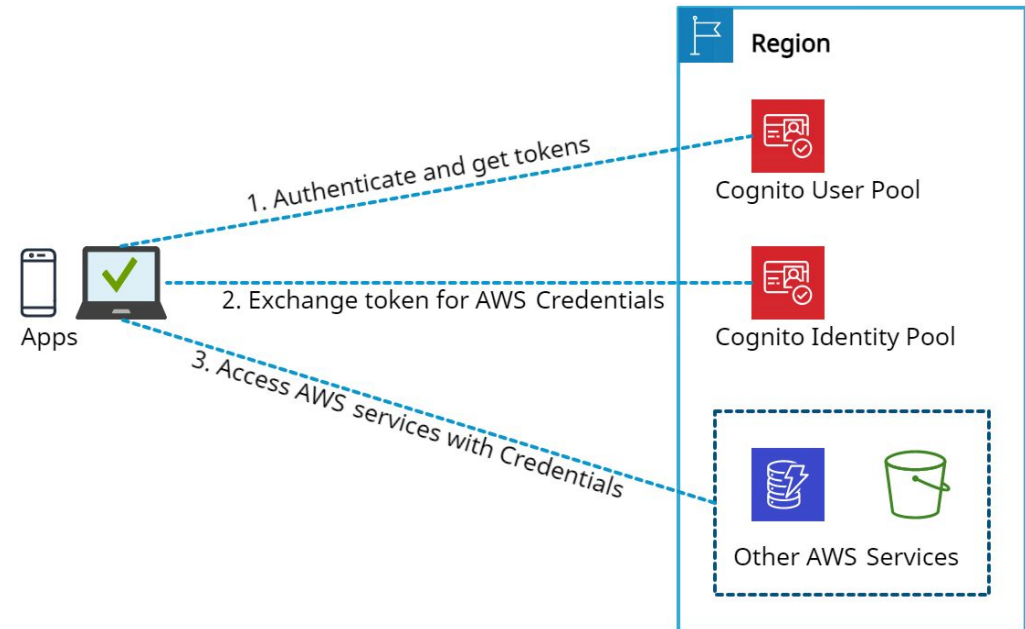 Region
1. Authenticate and get tokens
Cognito User Pool
2. Exchange token for AWS Credentials
Apps
Cognito Identity Pool
3. Access AWS services with Credentials
Other AWS Services